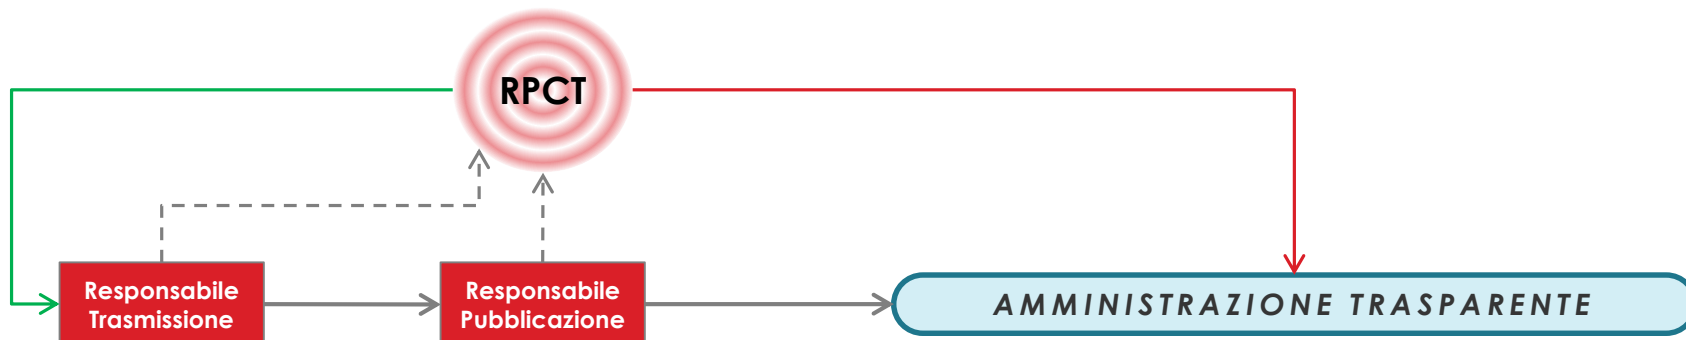 RPCT
Responsabile
Trasmissione
Responsabile
Pubblicazione
AMMINISTRAZIONE TRASPARENTE